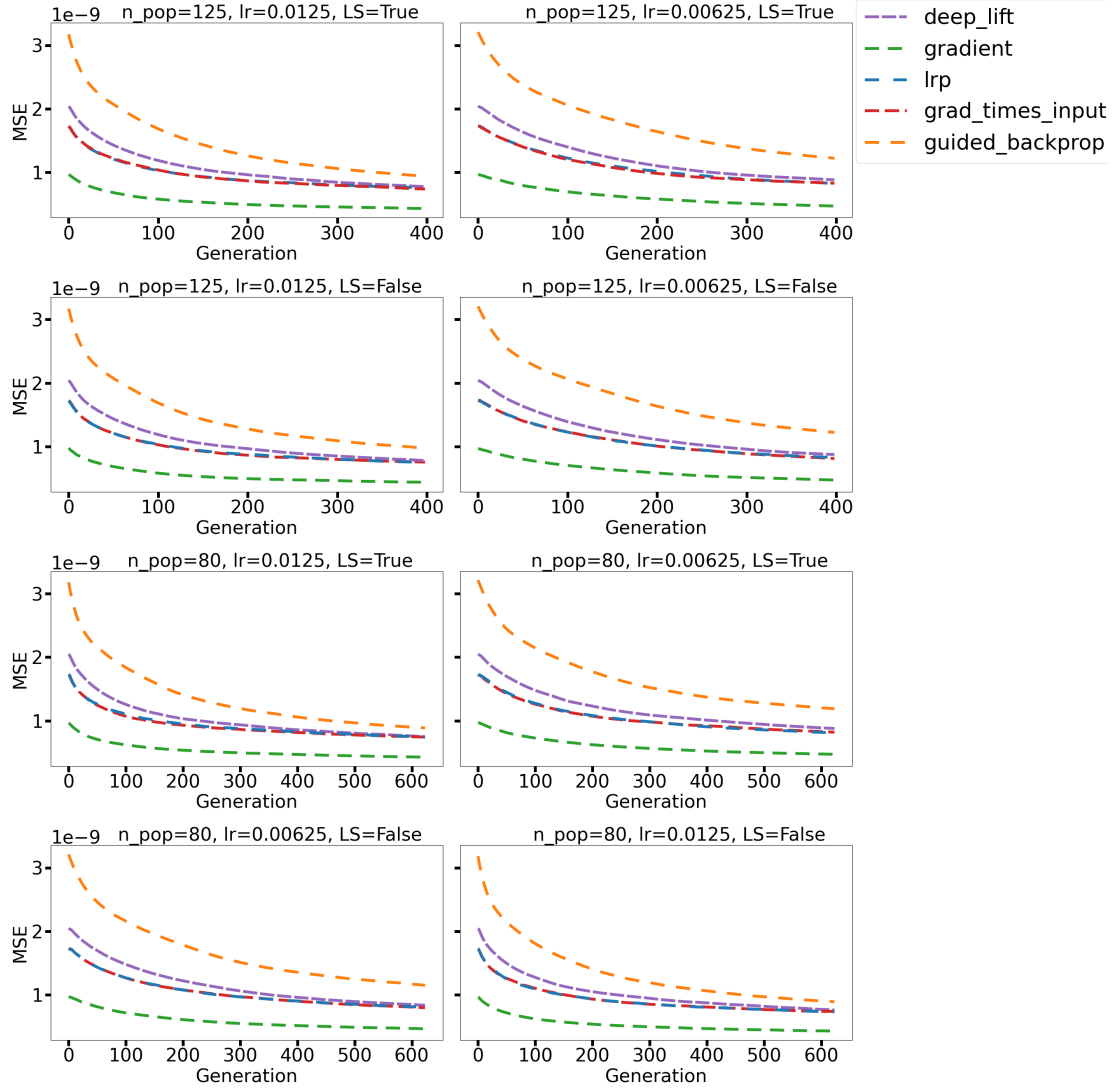 1e−9
n_pop=125, lr=0.0125, LS=True
3
2
1
MSE
0 100 200 300 400
Generation
n_pop=125, lr=0.00625, LS=True
0 100 200 300 400
Generation
deep_lift
gradient
lrp
grad_times_input
guided_backprop
1e−9
n_pop=125, lr=0.0125, LS=False
3
2
1
MSE
0 100 200 300 400
Generation
n_pop=125, lr=0.00625, LS=False
0 100 200 300 400
Generation
1e−9
n_pop=80, lr=0.0125, LS=True
3
2
1
MSE
0 100 200 300 400 500 600
Generation
n_pop=80, lr=0.00625, LS=True
0 100 200 300 400 500 600
Generation
1e−9
n_pop=80, lr=0.00625, LS=False
3
2
1
MSE
0 100 200 300 400 500 600
Generation
n_pop=80, lr=0.0125, LS=False
0 100 200 300 400 500 600
Generation